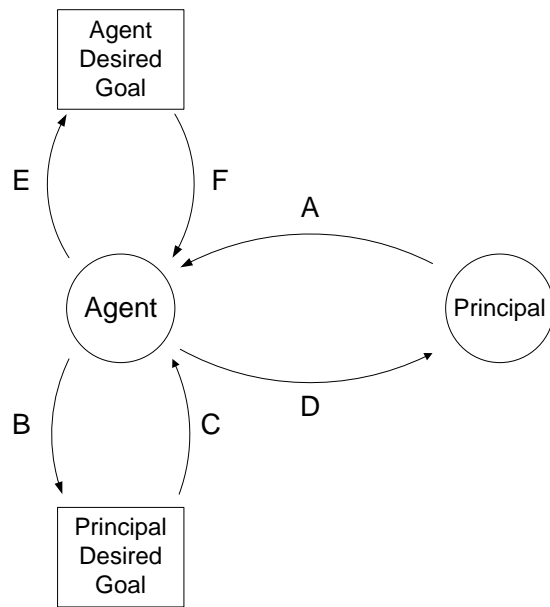 Agent
Desired
Goal
E
F
A
Agent
Principal
D
B
C
Principal
Desired
Goal